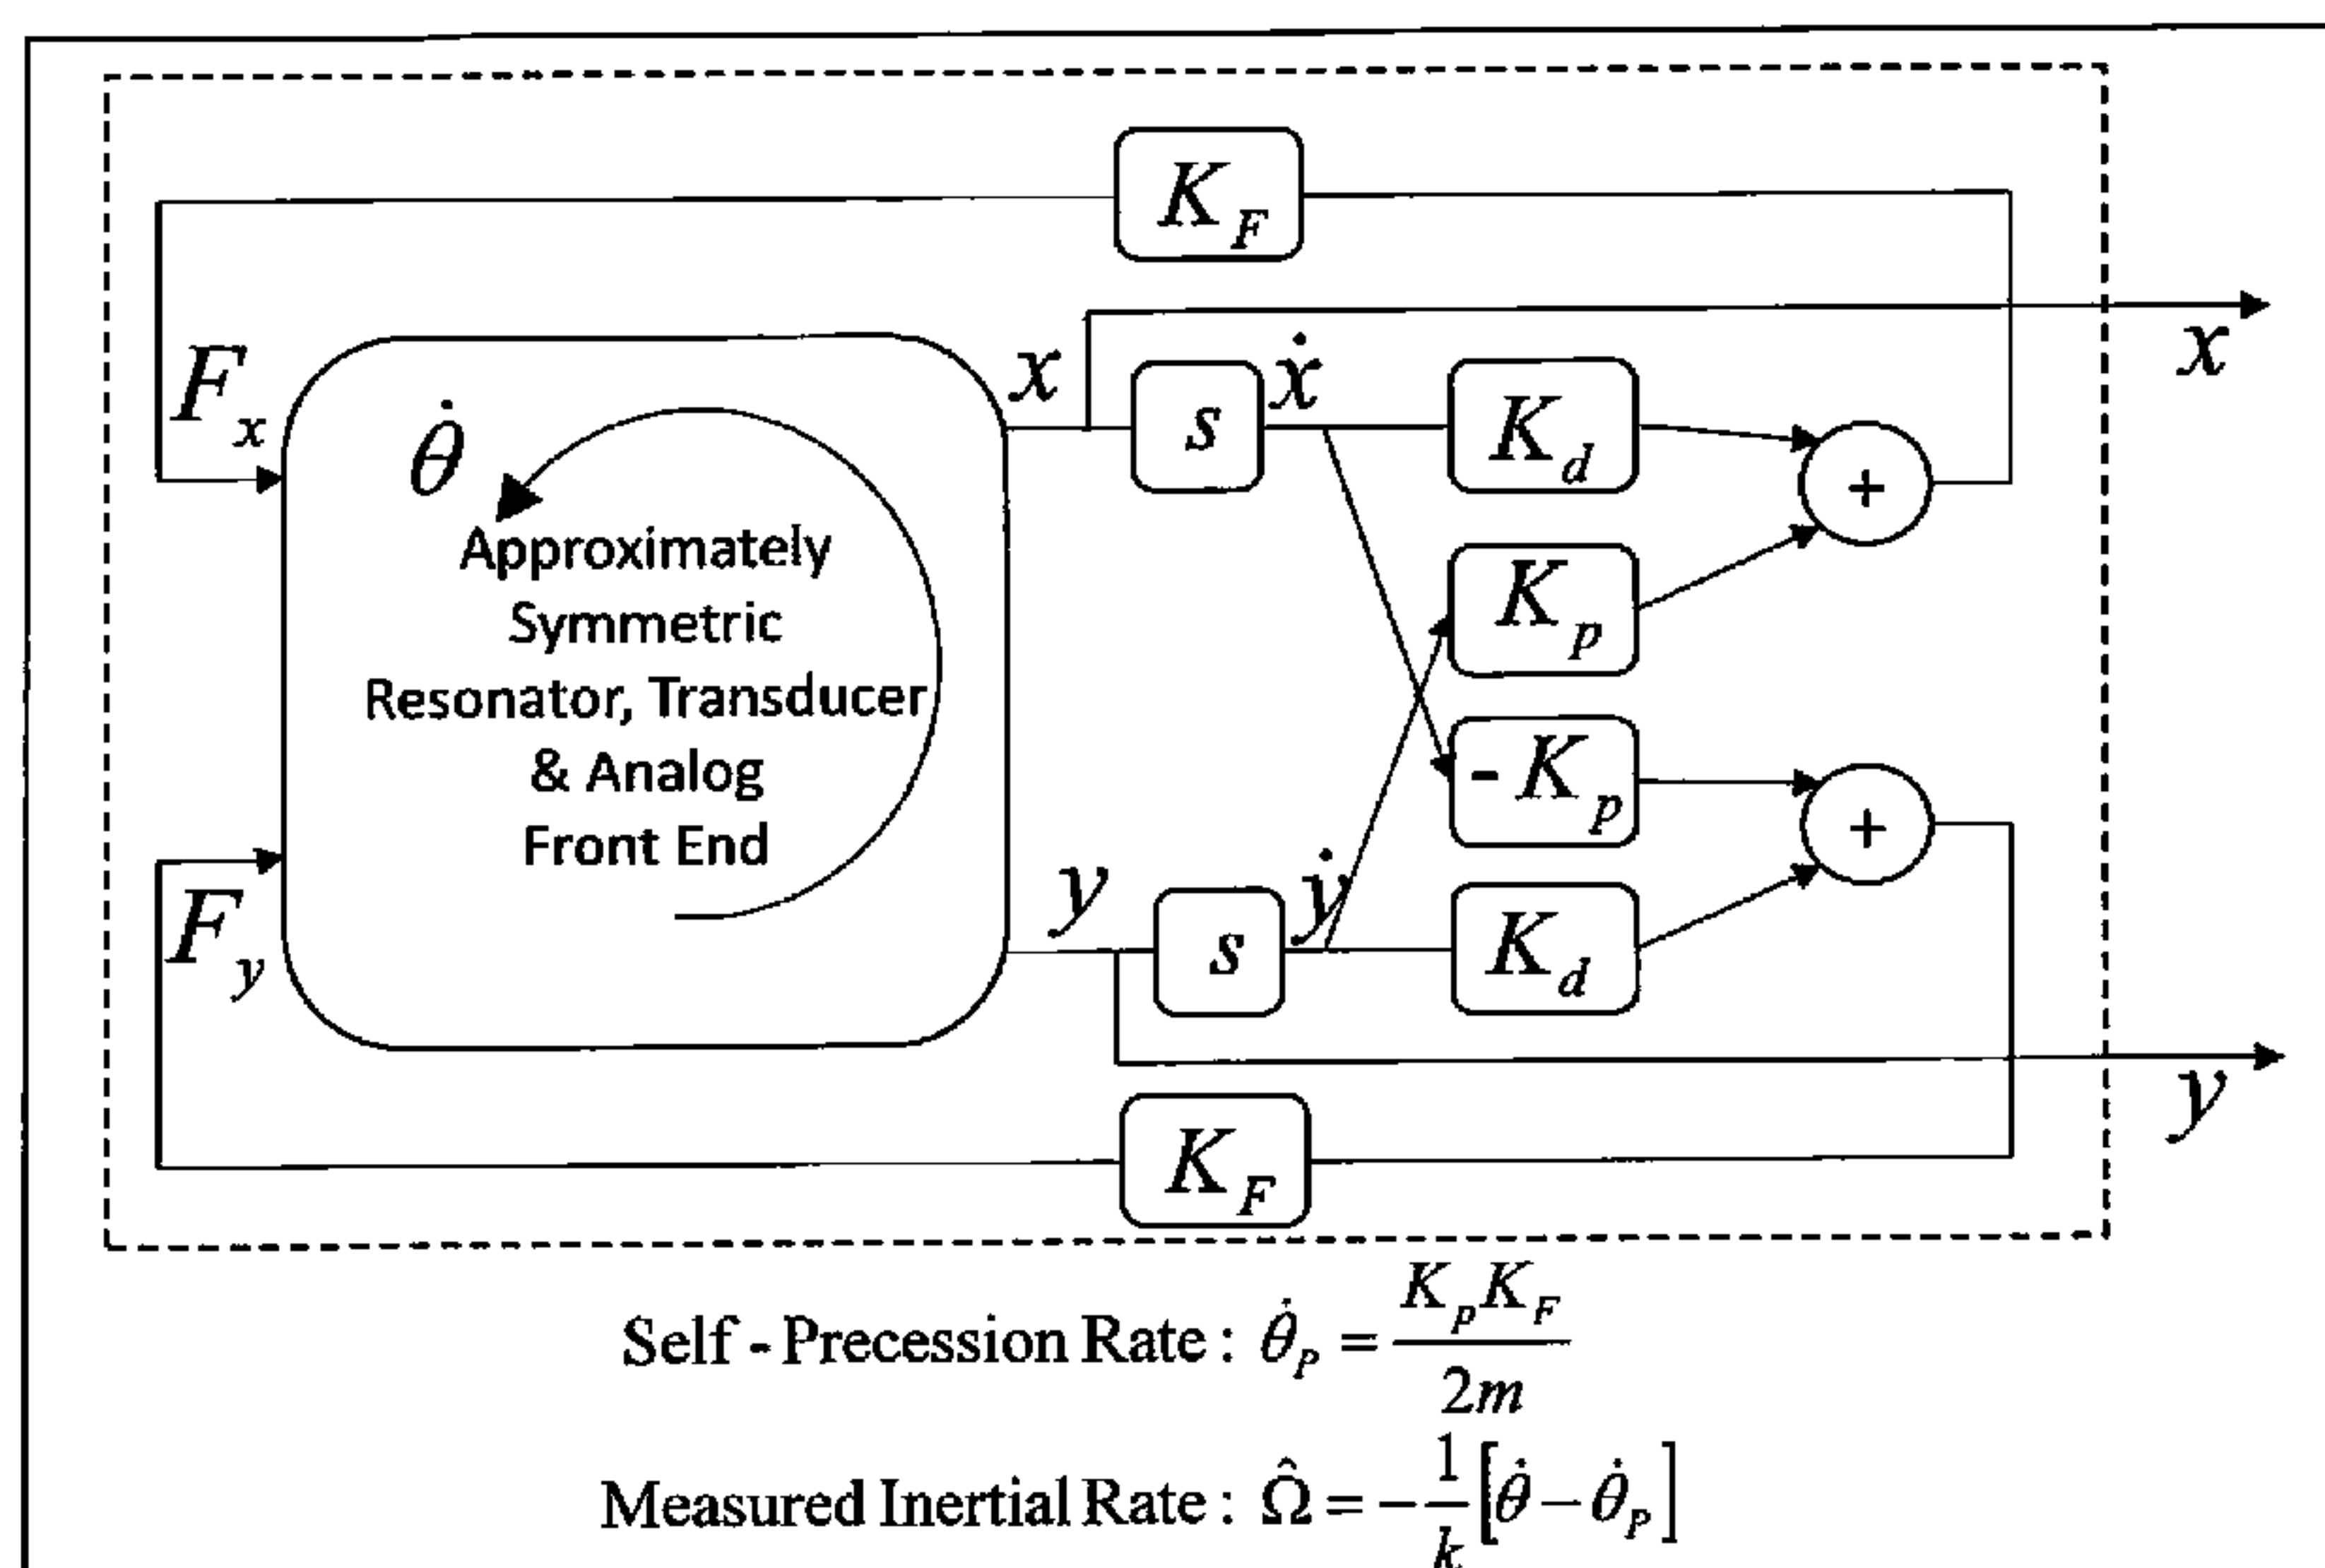 K_F
F_x
θ̇
x
s
ẋ
K_d
+
x
Approximately
Symmetric
Resonator, Transducer
& Analog
Front End
K_p
- K_p
+
F_y
y
s
ẏ
K_d
y
K_F
Self - Precession Rate : θ̇_P = K_p K_F / 2m
Measured Inertial Rate : Ω̂ = - 1/k [θ̇ - θ̇_P]